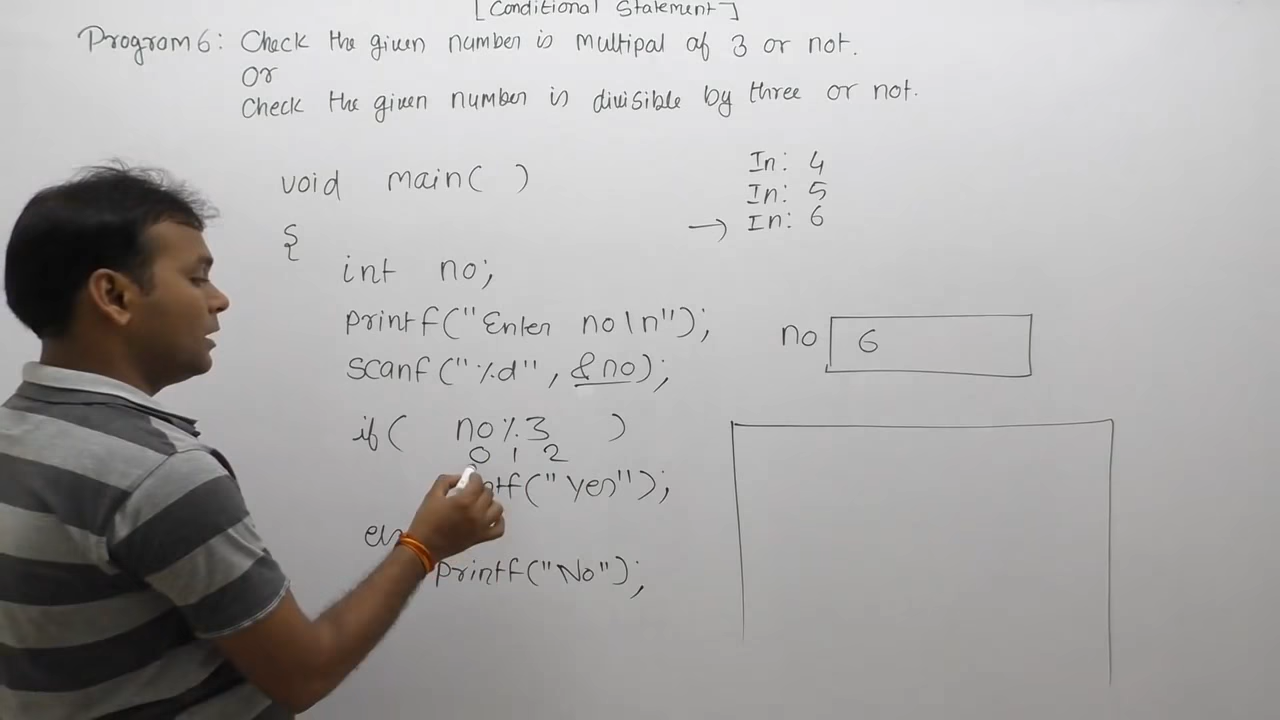 [Conditional Statement]
Program 6: Check the given number is multipal of 3 or not.
Or
Check the given number is divisible by three or not.
void main( )
{
int no;
printf("Enter no\n");
scanf("%d", &no);
if( no%3 )
0 1 2
ntf("Yes");
printf("No");
In: 4
In: 5
→ In: 6
no 6